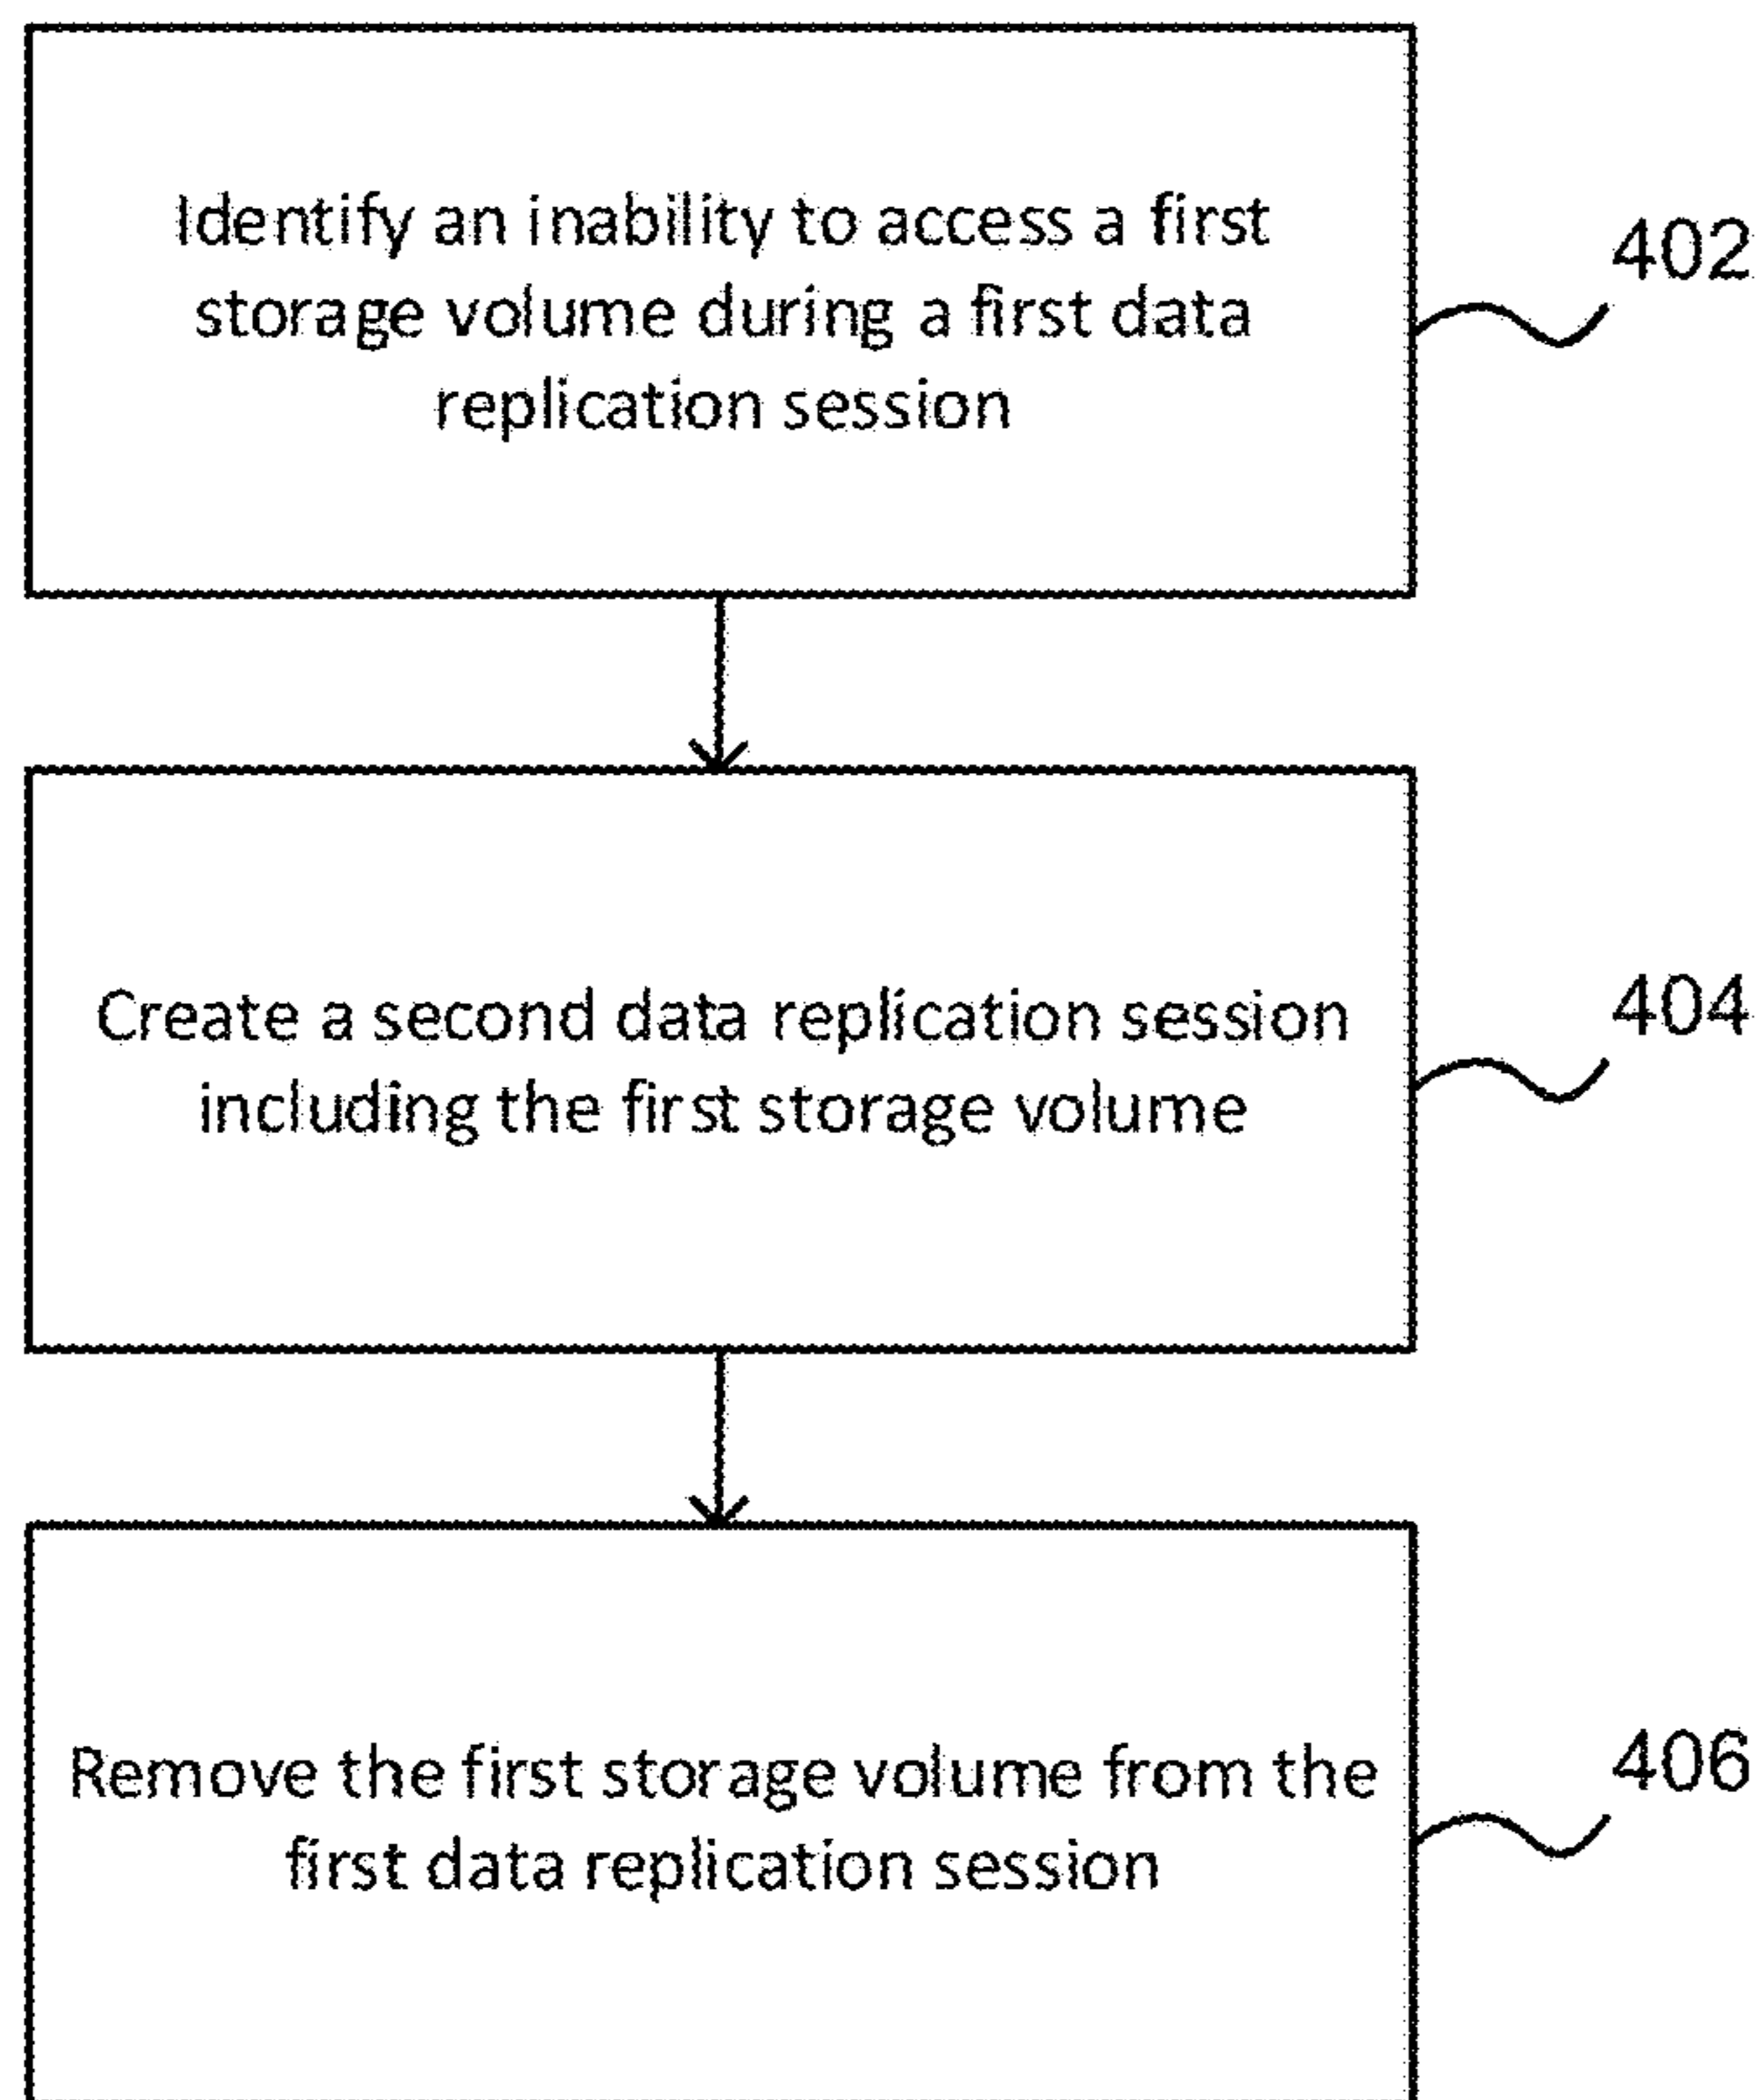 Identify an inability to access a first
storage volume during a first data
replication session
402
Create a second data replication session
including the first storage volume
404
Remove the first storage volume from the
first data replication session
406